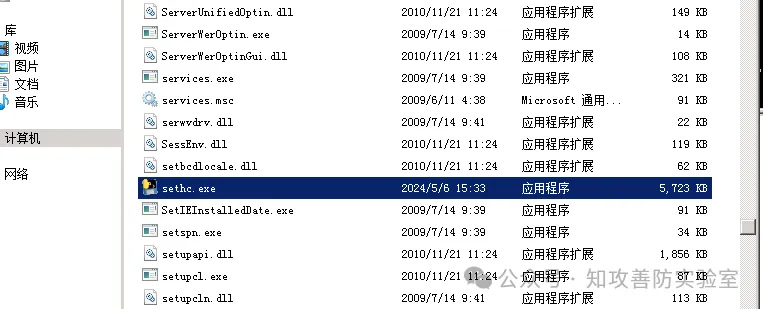 库
视频
图片
文档
音乐
计算机
网络
ServerUnifiedOptin.dll 2010/11/21 11:24 应用程序扩展 149 KB
ServerWerOptin.exe 2009/7/14 9:39 应用程序 14 KB
ServerWerOptinGui.dll 2010/11/21 11:24 应用程序扩展 108 KB
services.exe 2009/7/14 9:39 应用程序 321 KB
services.msc 2009/6/11 4:38 Microsoft 通用... 91 KB
serwvdrv.dll 2009/7/14 9:41 应用程序扩展 22 KB
SessEnv.dll 2010/11/21 11:24 应用程序扩展 119 KB
setbcdlocale.dll 2010/11/21 11:24 应用程序扩展 62 KB
sethc.exe 2024/5/6 15:33 应用程序 5,723 KB
SetIEInstalledDate.exe 2009/7/14 9:39 应用程序 91 KB
setspn.exe 2009/7/14 9:39 应用程序 34 KB
setupapi.dll 2010/11/21 11:24 应用程序扩展 1,856 KB
setupcl.exe 2010/11/21 11:24 应用程序 87 KB
setupcln.dll 2009/7/14 9:41 应用程序扩展 113 KB
公众号 · 知攻善防实验室